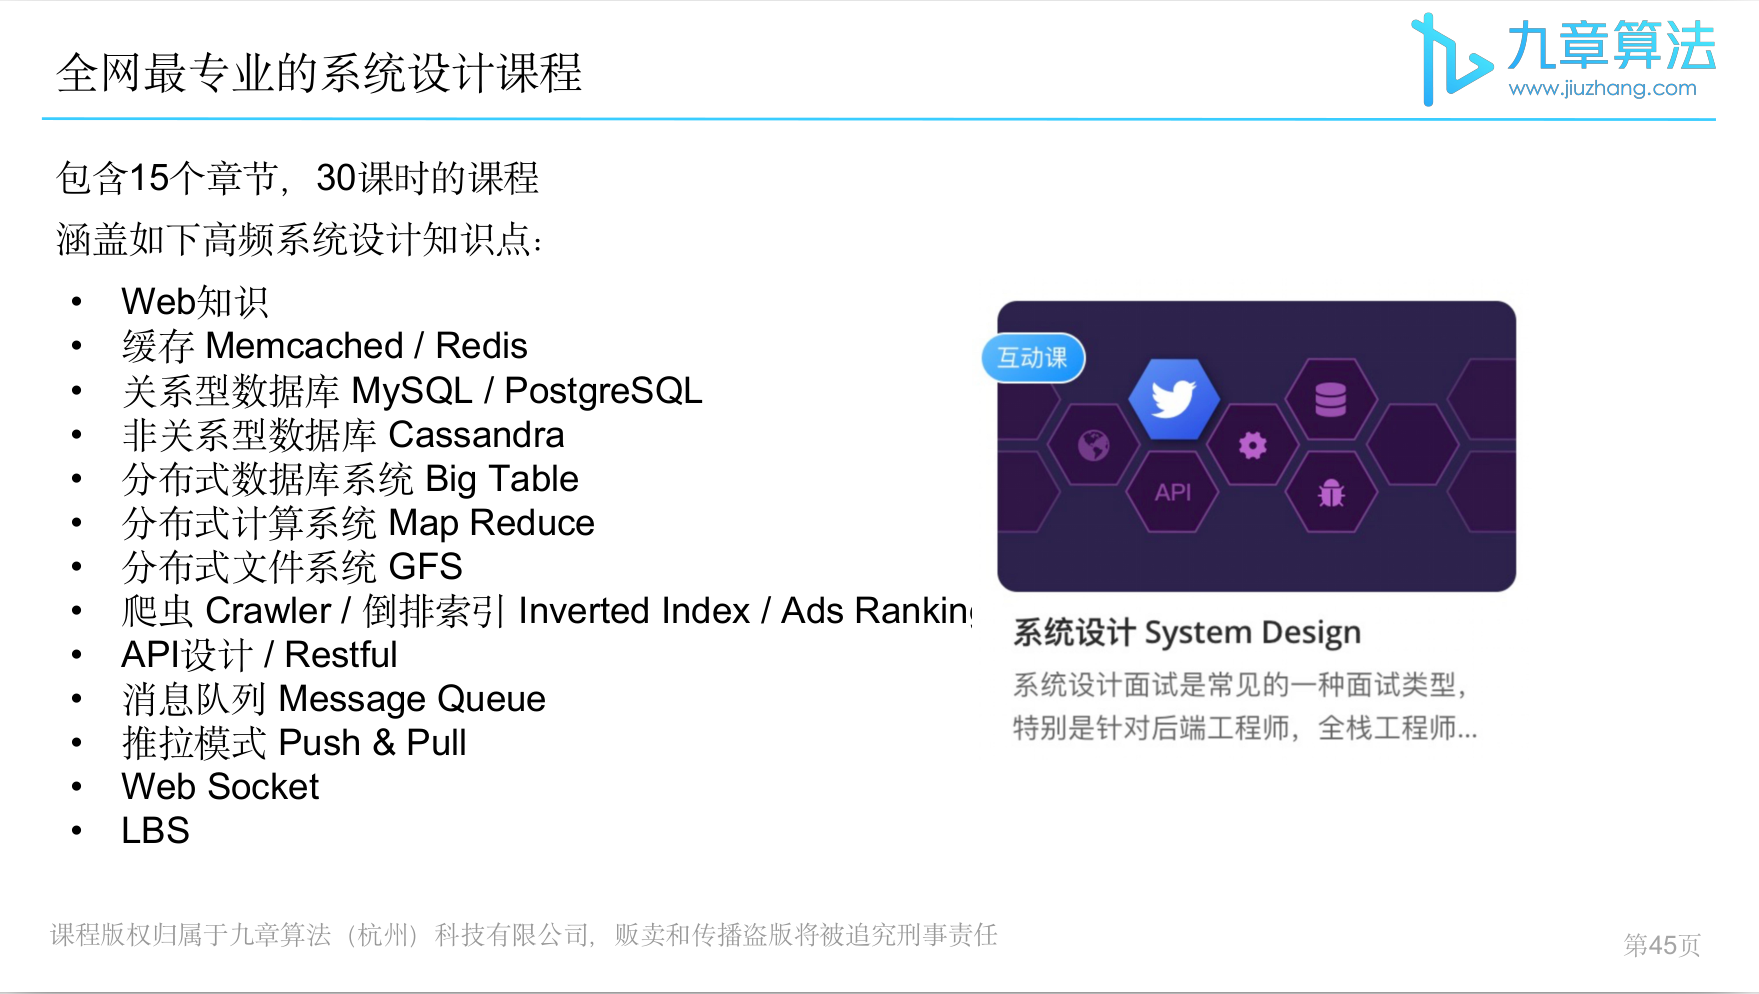 全网最专业的系统设计课程
九章算法
www.jiuzhang.com
包含15个章节，30课时的课程
涵盖如下高频系统设计知识点：
• Web知识
• 缓存 Memcached / Redis
• 关系型数据库 MySQL / PostgreSQL
• 非关系型数据库 Cassandra
• 分布式数据库系统 Big Table
• 分布式计算系统 Map Reduce
• 分布式文件系统 GFS
• 爬虫 Crawler / 倒排索引 Inverted Index / Ads Ranking
• API设计 / Restful
• 消息队列 Message Queue
• 推拉模式 Push & Pull
• Web Socket
• LBS
互动课
API
系统设计 System Design
系统设计面试是常见的一种面试类型，
特别是针对后端工程师，全栈工程师...
课程版权归属于九章算法（杭州）科技有限公司，贩卖和传播盗版将被追究刑事责任
第45页